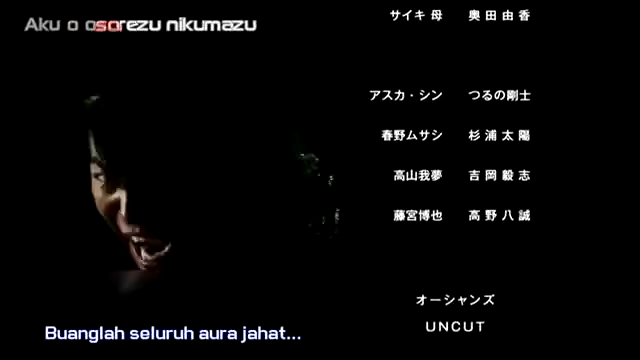 Aku o osorezu nikumazu
サイキ 母 奥田由香
アスカ・シン つるの剛士
春野ムサシ 杉浦太陽
高山我夢 吉岡毅志
藤宮博也 高野八誠
オーシャンズ
UNCUT
Buanglah seluruh aura jahat...